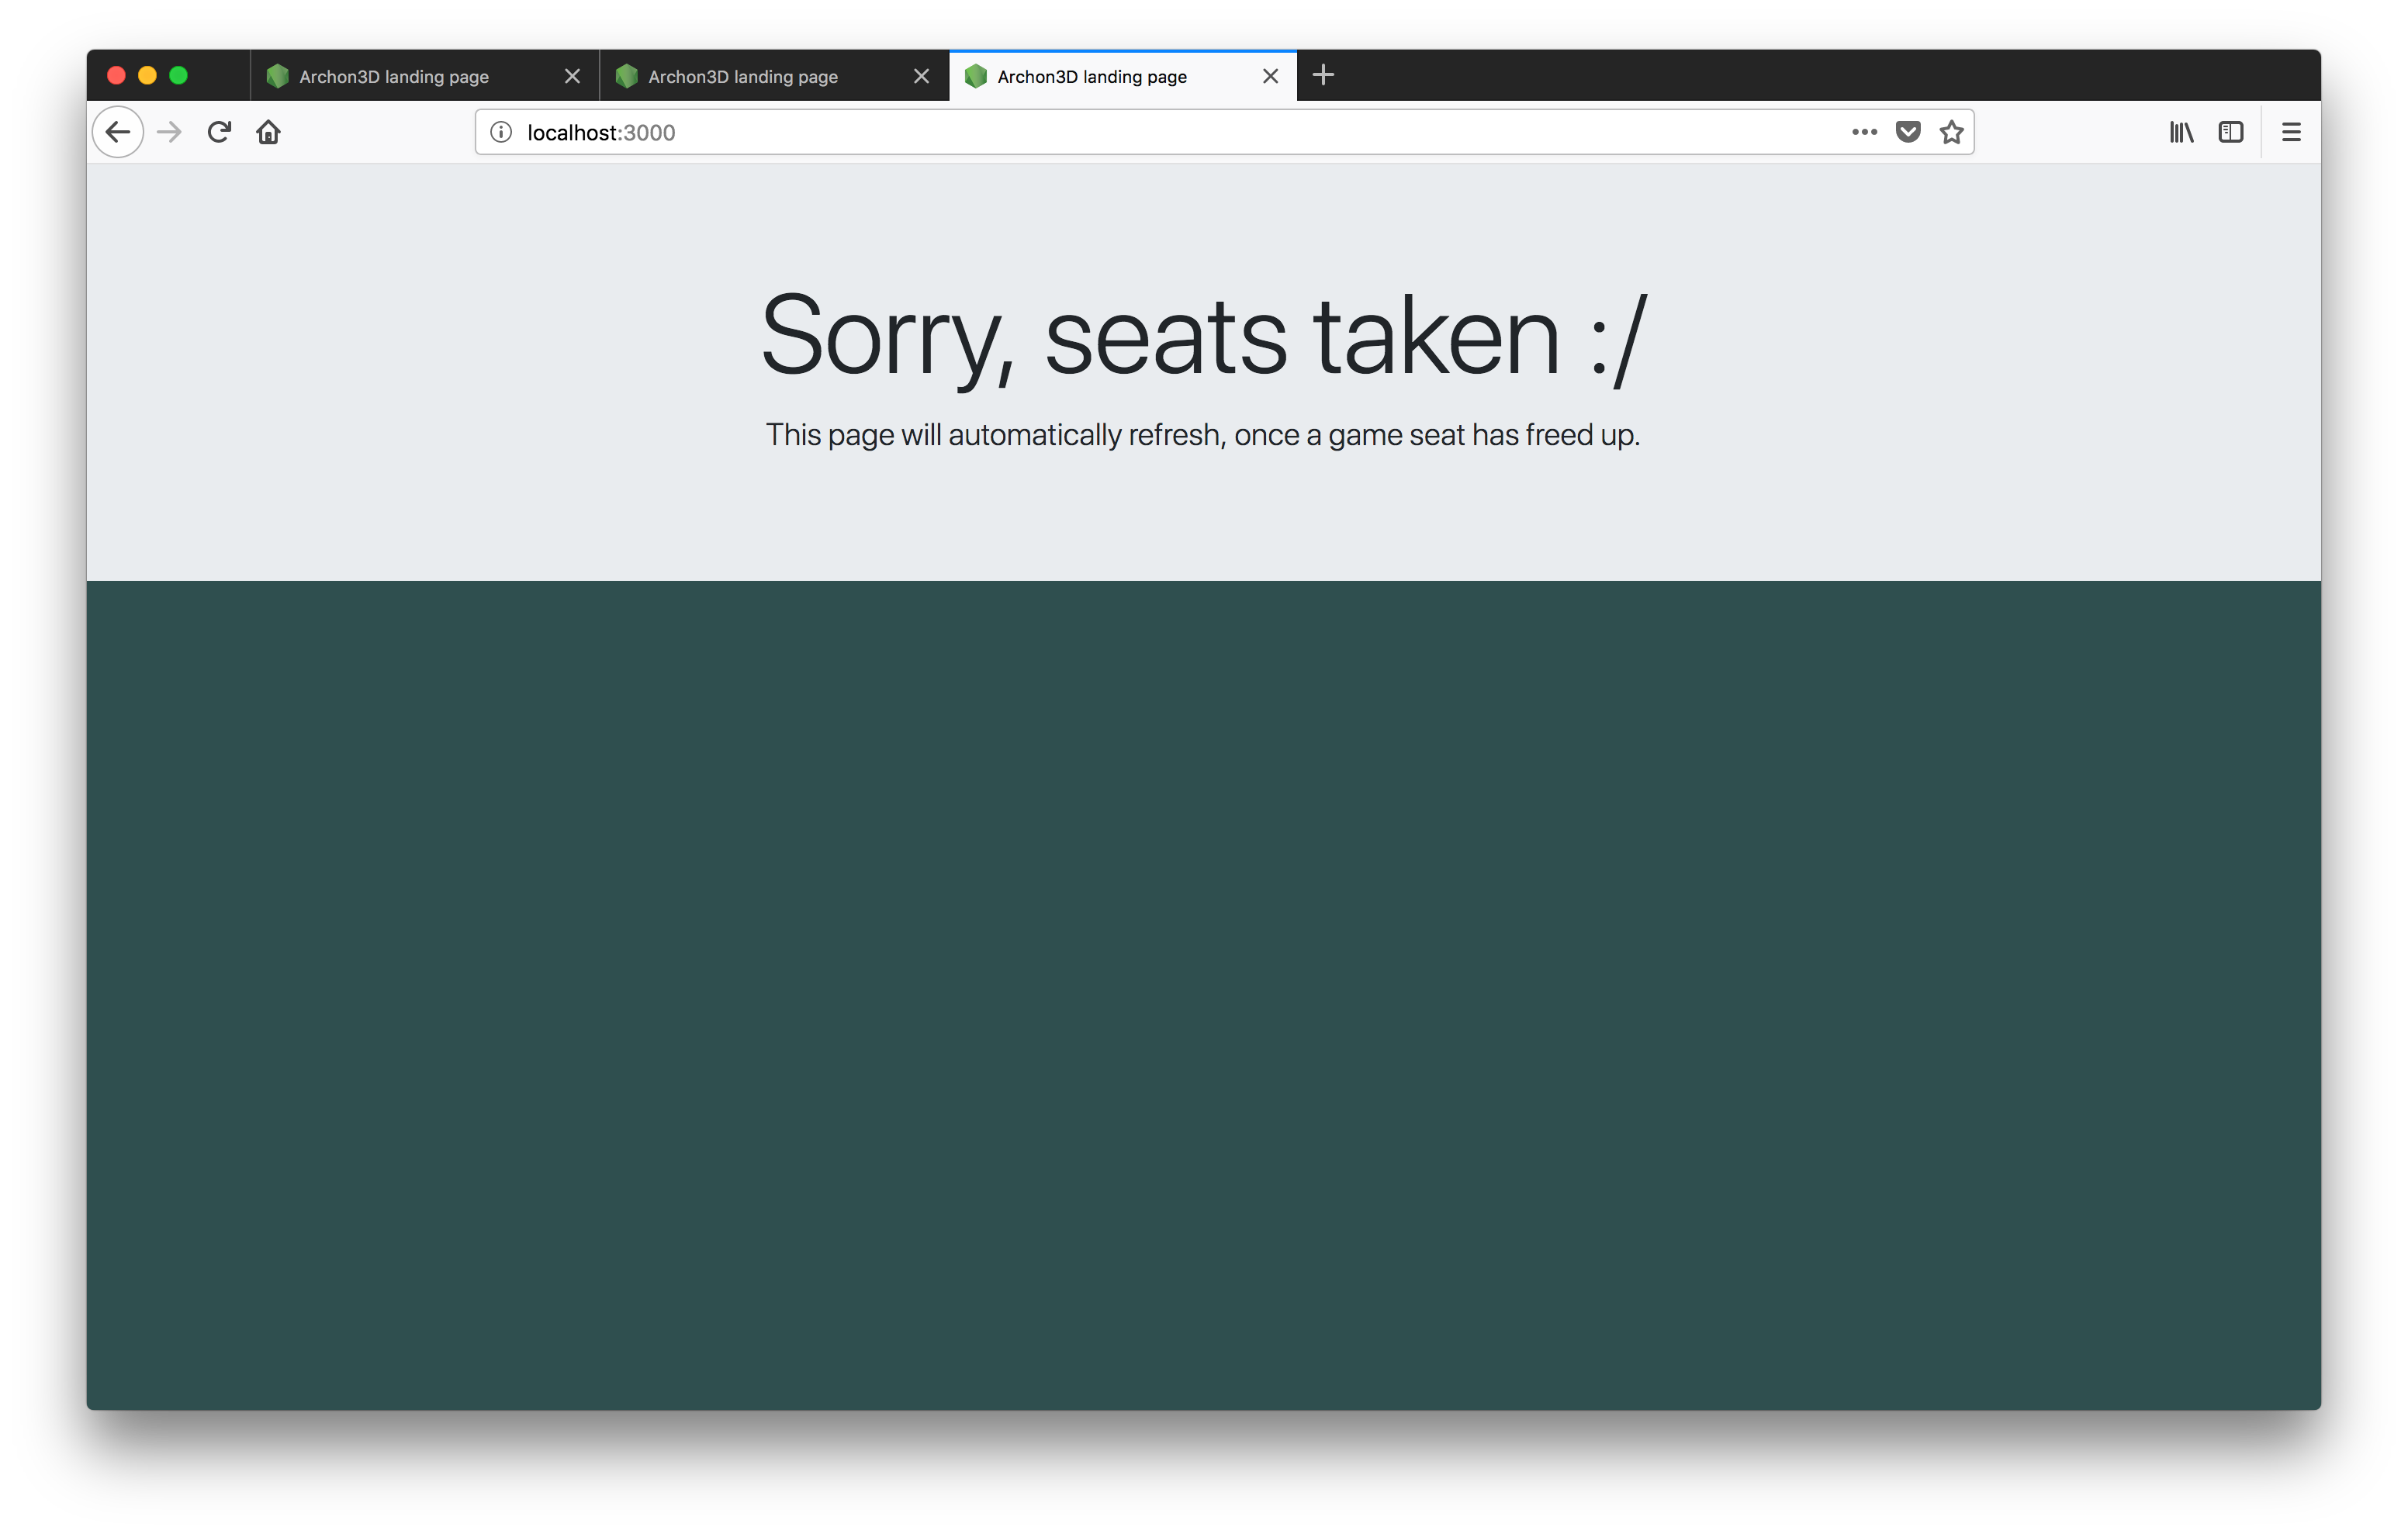 Archon3D landing page
Archon3D landing page
Archon3D landing page
localhost:3000
Sorry, seats taken :/
This page will automatically refresh, once a game seat has freed up.